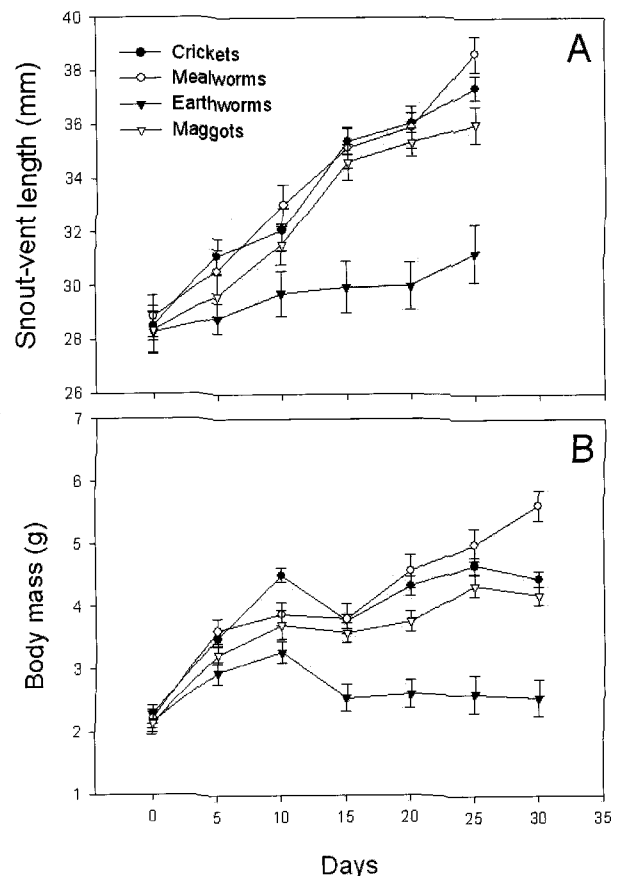 40
38
36
34
32
30
28
26
Snout-vent length (mm)
Crickets
Mealworms
Earthworms
Maggots
A
7
6
5
4
3
2
1
Body mass (g)
B
0 5 10 15 20 25 30 35
Days